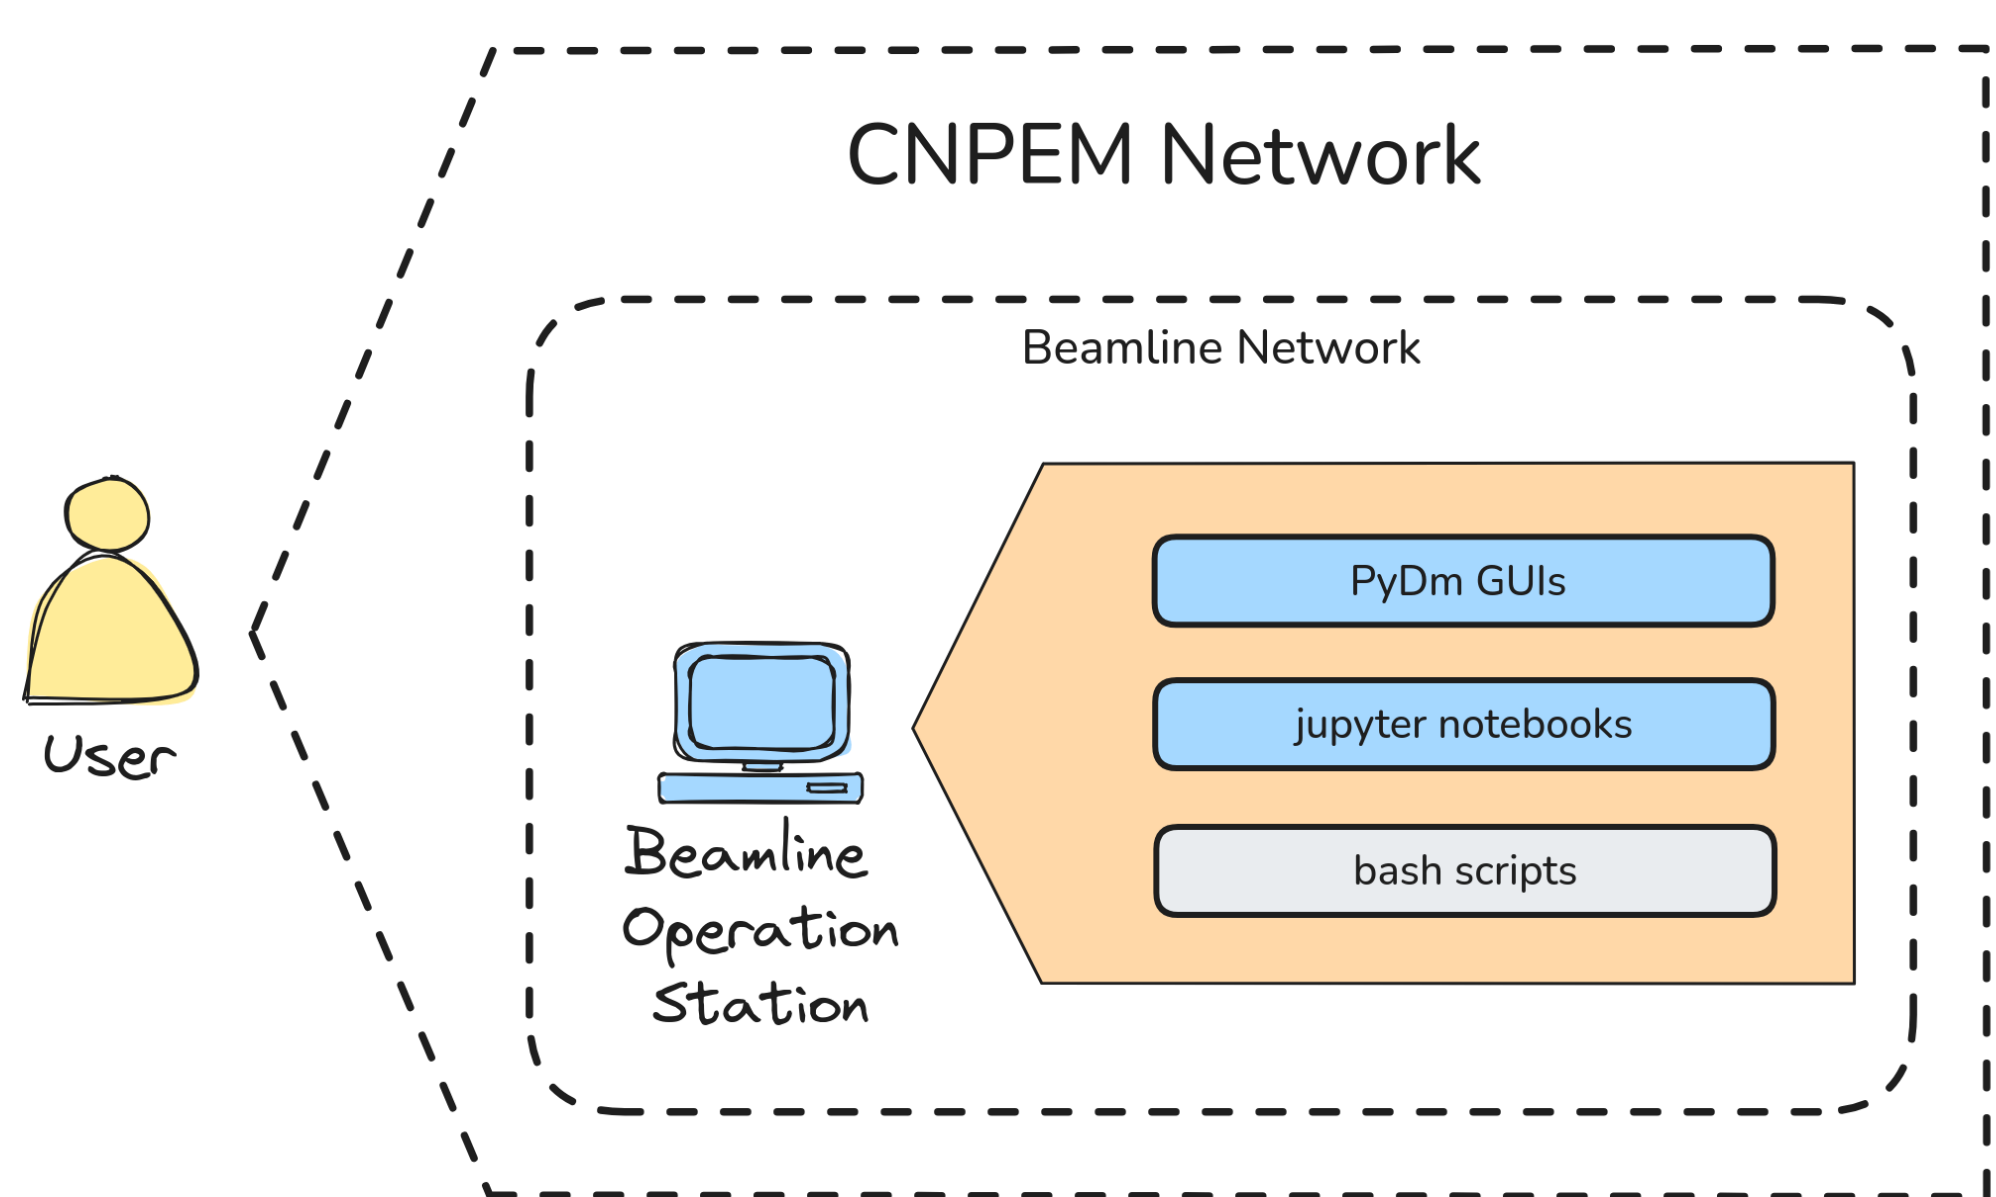 CNPEM Network
Beamline Network
PyDm GUIs
jupyter notebooks
bash scripts
User
Beamline
Operation
Station